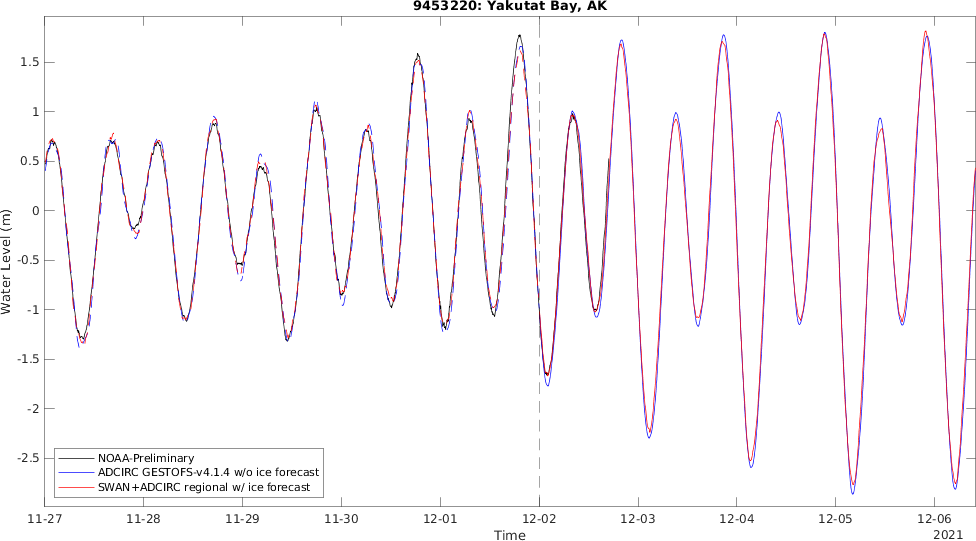 9453220: Yakutat Bay, AK
Water Level (m)
1.5
1
0.5
0
-0.5
-1
-1.5
-2
-2.5
NOAA-Preliminary
ADCIRC GESTOFS-v4.1.4 w/o ice forecast
SWAN+ADCIRC regional w/ ice forecast
11-27 11-28 11-29 11-30 12-01 12-02 12-03 12-04 12-05 12-06
Time
2021